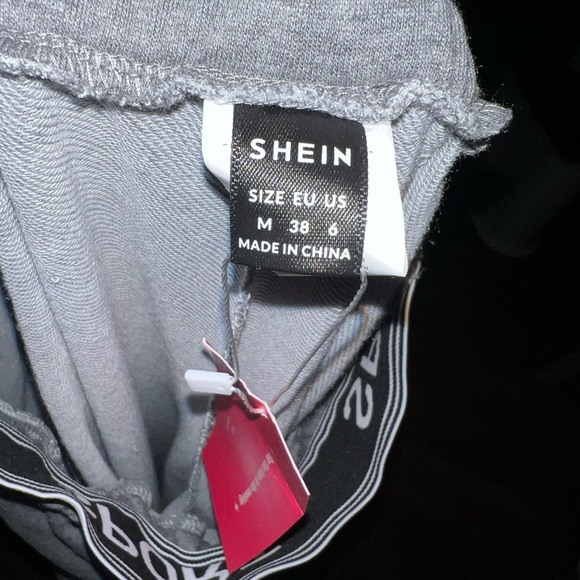 SHEIN
SIZE EU US
M 38 6
MADE IN CHINA